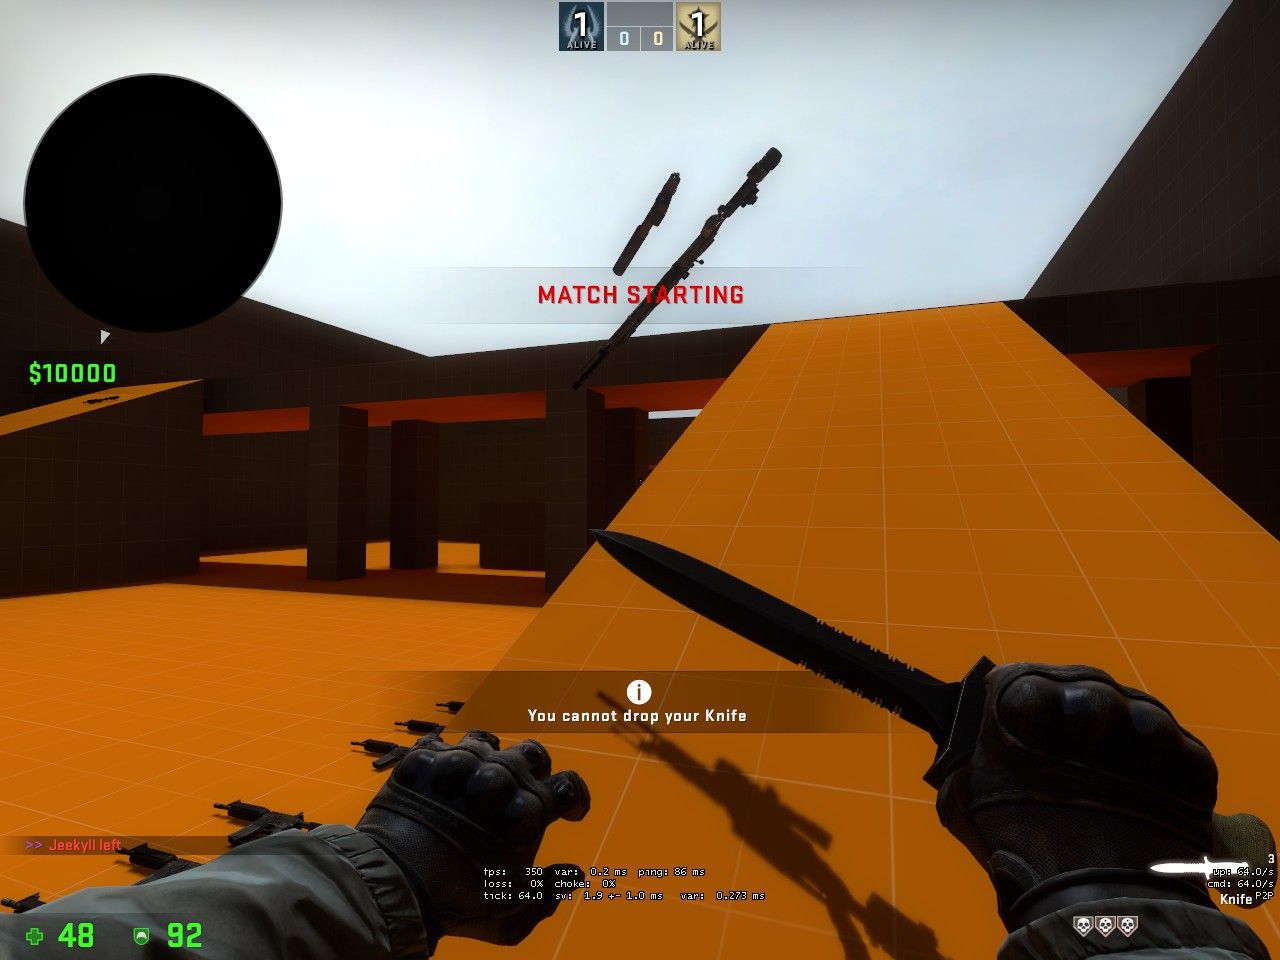 1 1
ALIVE 0 0 ALIVE
MATCH STARTING
$10000
You cannot drop your Knife
>> Jeekyll left
fps: 350 var: 0.2 ms ping: 86 ms
loss: 0% choke: 0%
tick: 64.0 sv: 1.9 +- 1.0 ms var: 0.273 ms
3
up: 64.0/s
cmd: 64.0/s
Knife P2P
48 92